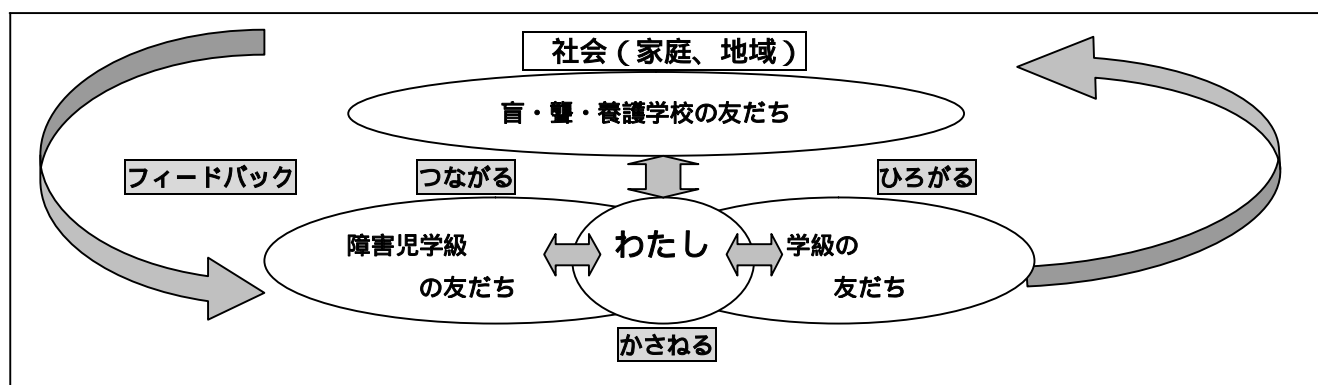 社会（家庭、地域）
盲・聾・養護学校の友だち
フィードバック
つながる
ひろがる
障害児学級
の友だち
わたし
学級の
友だち
かさねる